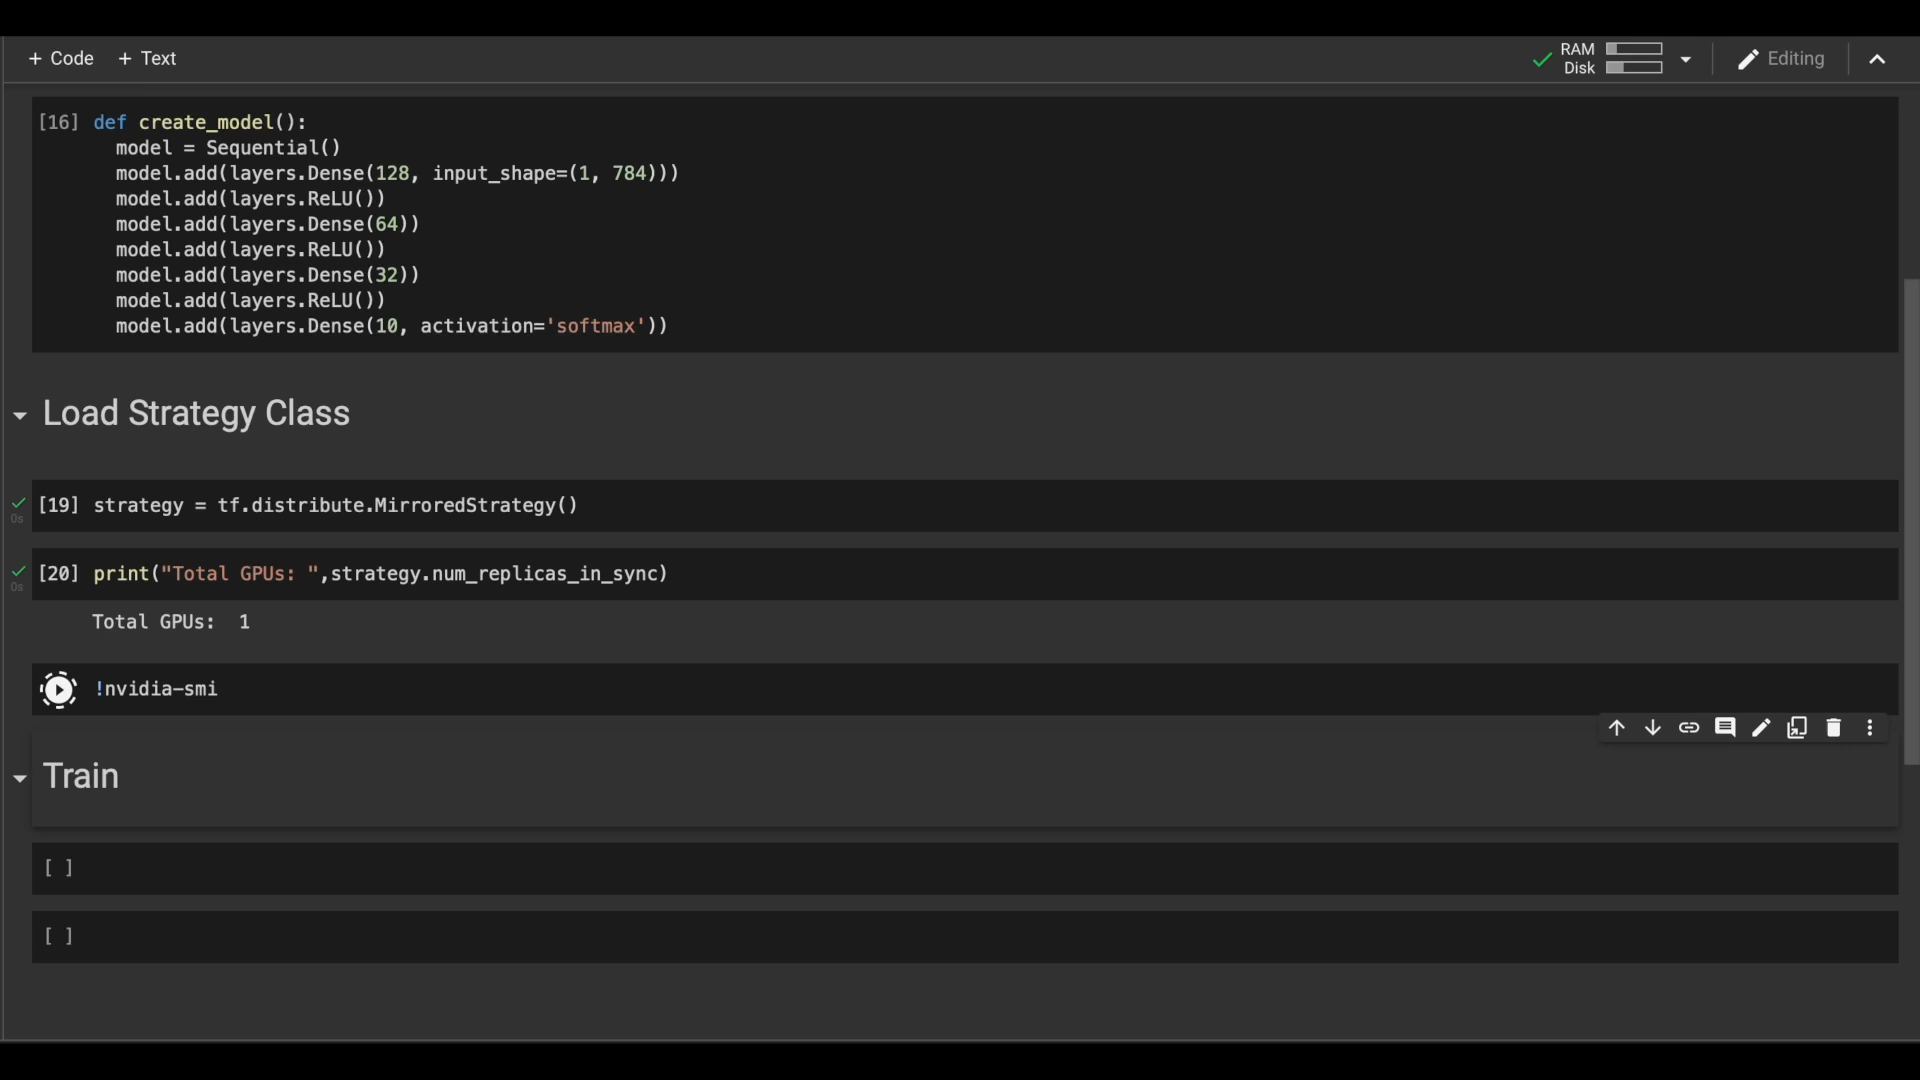 + Code + Text
RAM
Disk
Editing
[16] def create_model():
model = Sequential()
model.add(layers.Dense(128, input_shape=(1, 784)))
model.add(layers.ReLU())
model.add(layers.Dense(64))
model.add(layers.ReLU())
model.add(layers.Dense(32))
model.add(layers.ReLU())
model.add(layers.Dense(10, activation='softmax'))
Load Strategy Class
[19] strategy = tf.distribute.MirroredStrategy()
0s
[20] print("Total GPUs: ",strategy.num_replicas_in_sync)
0s
Total GPUs:  1
!nvidia-smi
Train
[ ]
[ ]